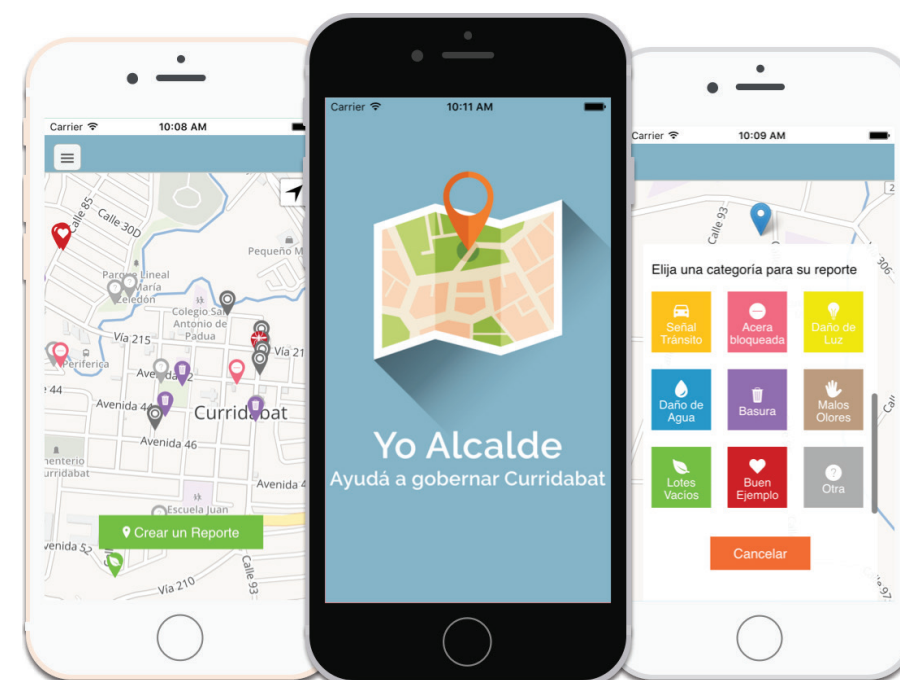 Carrier
10:08 AM
Calle 85
Calle 30D
Pequeño M
Parque Lineal
María
Zeledón
Colegio San
Antonio de
Padua
Vía 215
Vía 21
Periferica
44
Avenida 44
Curridabat
Avenida 46
Avenida 4
menterio
urridabat
Escuela Juan
Crear un Reporte
venida 52
Vía 210
Calle 93
Carrier
10:11 AM
Yo Alcalde
Ayudá a gobernar Curridabat
Carrier
10:09 AM
2
Calle 93
306
Elija una categoría para su reporte
Señal
Tránsito
Acera
bloqueada
Daño de
Luz
Daño de
Agua
Basura
Malos
Olores
Lotes
Vacíos
Buen
Ejemplo
?
Otra
Cancelar